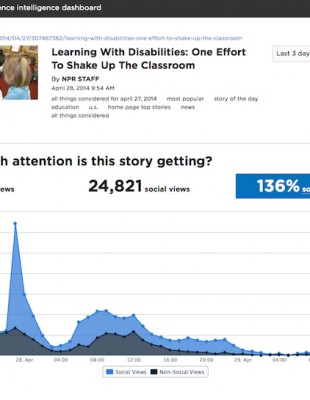 ence intelligence dashboard
2014/04/27/307467382/learning-with-disabilities-one-effort-to-shake-up-the-classroom
Learning With Disabilities: One Effort
To Shake Up The Classroom
Last 3 day
By NPR STAFF
April 28, 2014 9:54 AM
all things considered for april 27, 2014 most popular story of the day
education u.s. home page top stories news
all things considered
h attention is this story getting?
ews
24,821 social views
136% so
28. Apr 04:00 08:00 12:00 16:00 20:00 29. Apr 04:00 0
Social Views Non-Social Views